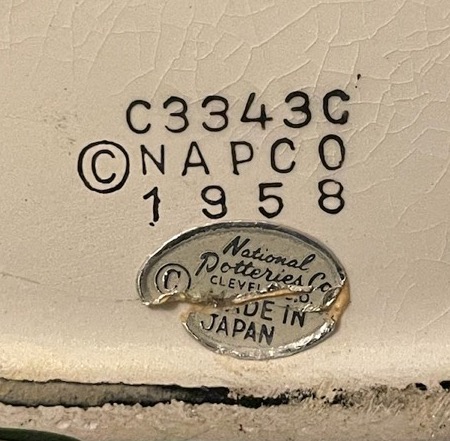 C3343C
© NAPCO
1958
National
Potteries Co
©
CLEVEL
MADE IN
JAPAN